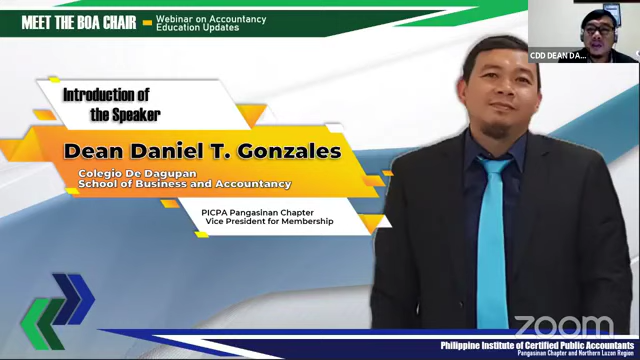 MEET THE BOA CHAIR
Webinar on Accountancy
Education Updates
CDD DEAN DA...
Introduction of
the Speaker
Dean Daniel T. Gonzales
Colegio De Dagupan
School of Business and Accountancy
PICPA Pangasinan Chapter
Vice President for Membership
zoom
Philippine Institute of Certified Public Accountants
Pangasinan Chapter and Northern Luzon Region